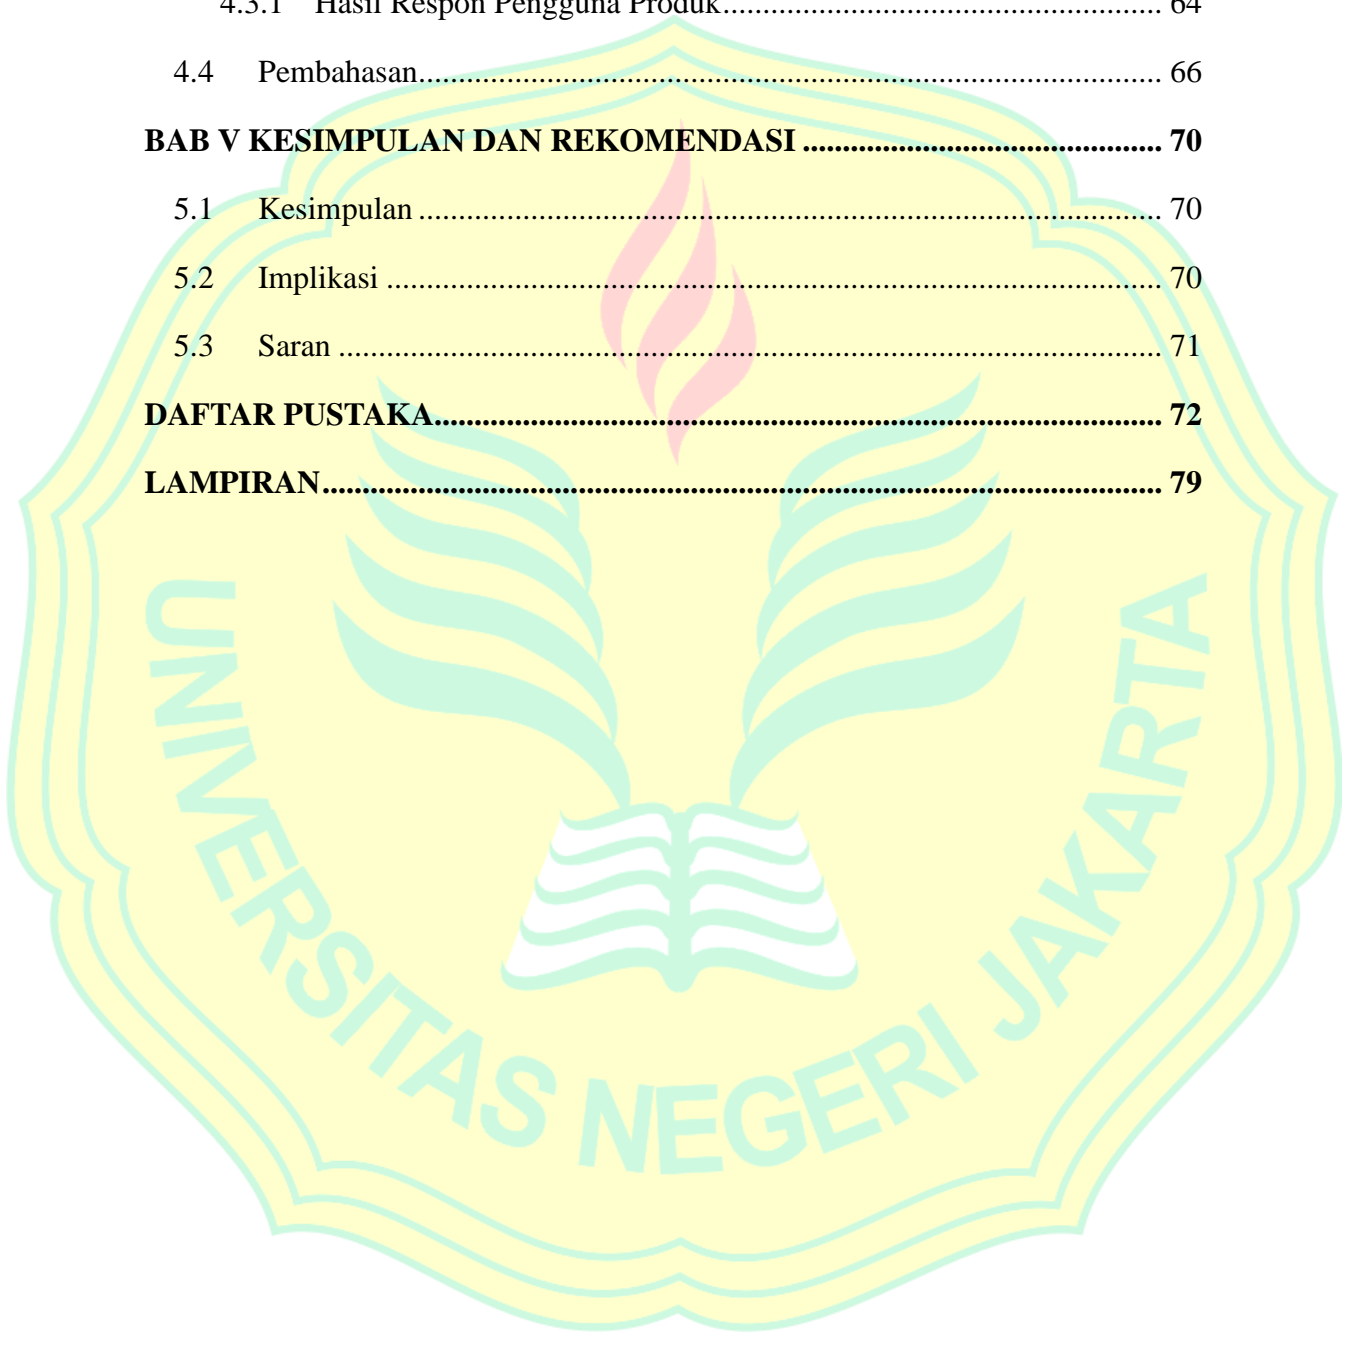 4.3.1 Hasil Respon Pengguna Produk........................................................ 64
4.4 Pembahasan............................................................................................. 66
BAB V KESIMPULAN DAN REKOMENDASI ............................................. 70
5.1 Kesimpulan ............................................................................................. 70
5.2 Implikasi ................................................................................................. 70
5.3 Saran ....................................................................................................... 71
DAFTAR PUSTAKA........................................................................................... 72
LAMPIRAN......................................................................................................... 79
UNIVERSITAS NEGERI JAKARTA